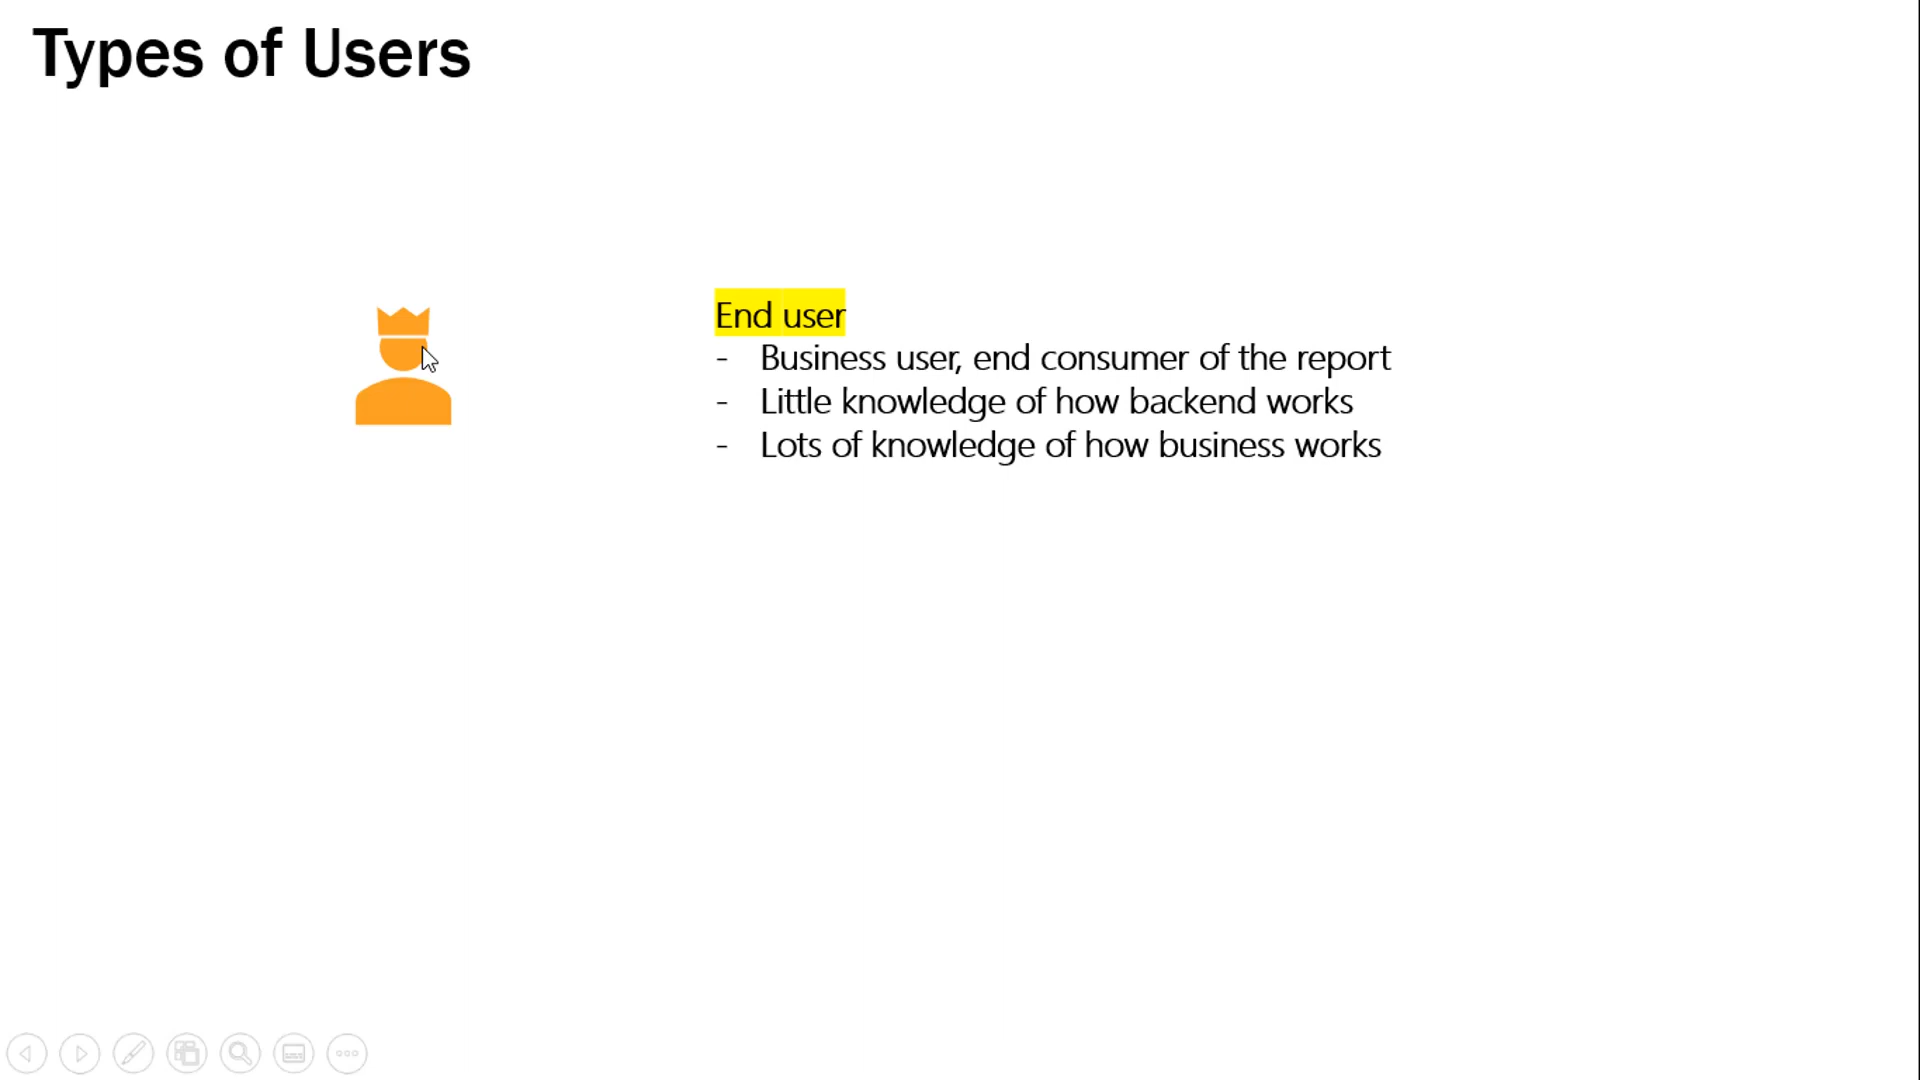 Types of Users
End user
- Business user, end consumer of the report
- Little knowledge of how backend works
- Lots of knowledge of how business works